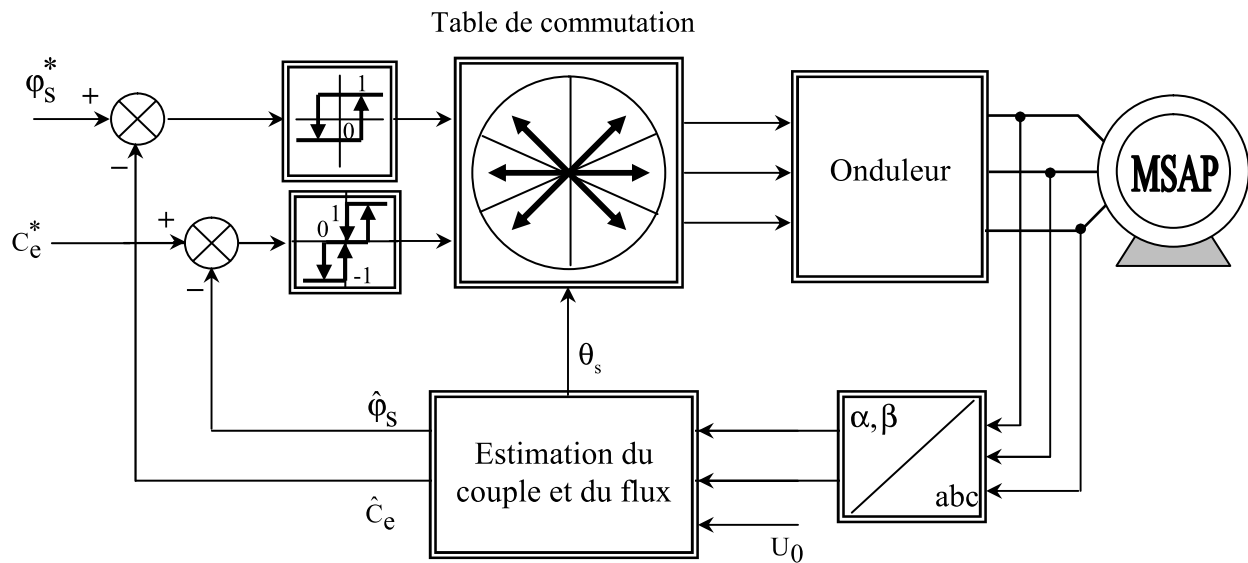 Table de commutation
φs*
+
−
1
0
Ce*
+
−
1
0
-1
Onduleur
MSAP
θs
φ̂s
Ĉe
Estimation du
couple et du flux
α,β
abc
U0